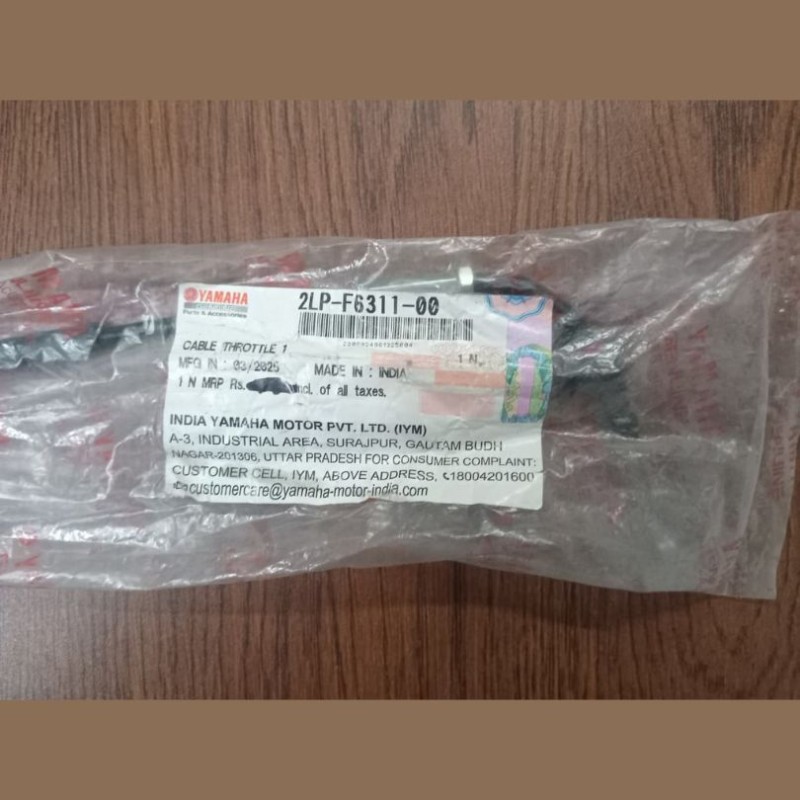 YAMAHA
Parts & Accessories
2LP-F6311-00
CABLE THROTTLE 1
1 N.
MFG IN : 03/2025 MADE IN : INDIA
1 N MRP Rs. incl. of all taxes.
INDIA YAMAHA MOTOR PVT. LTD. (IYM)
A-3, INDUSTRIAL AREA, SURAJPUR, GAUTAM BUDH
NAGAR-201306, UTTAR PRADESH FOR CONSUMER COMPLAINT:
CUSTOMER CELL, IYM, ABOVE ADDRESS, 18004201600
customercare@yamaha-motor-india.com